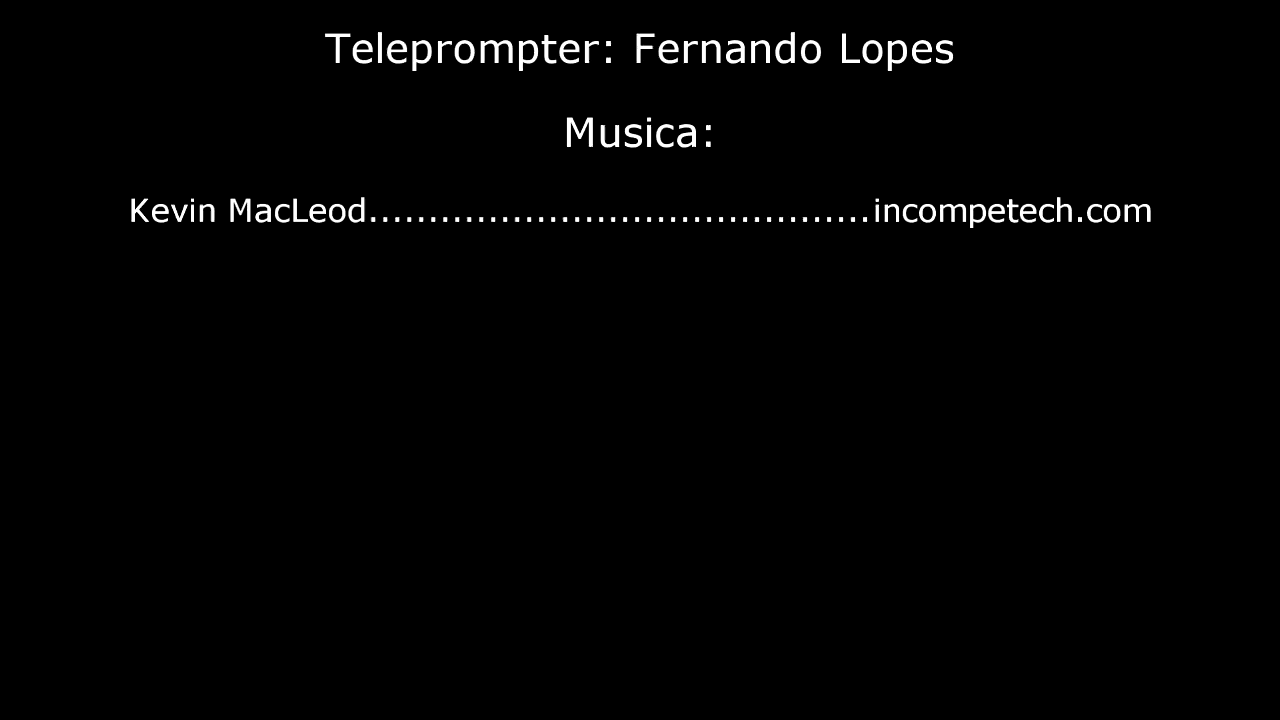 Teleprompter: Fernando Lopes
Musica:
Kevin MacLeod..........................................incompetech.com